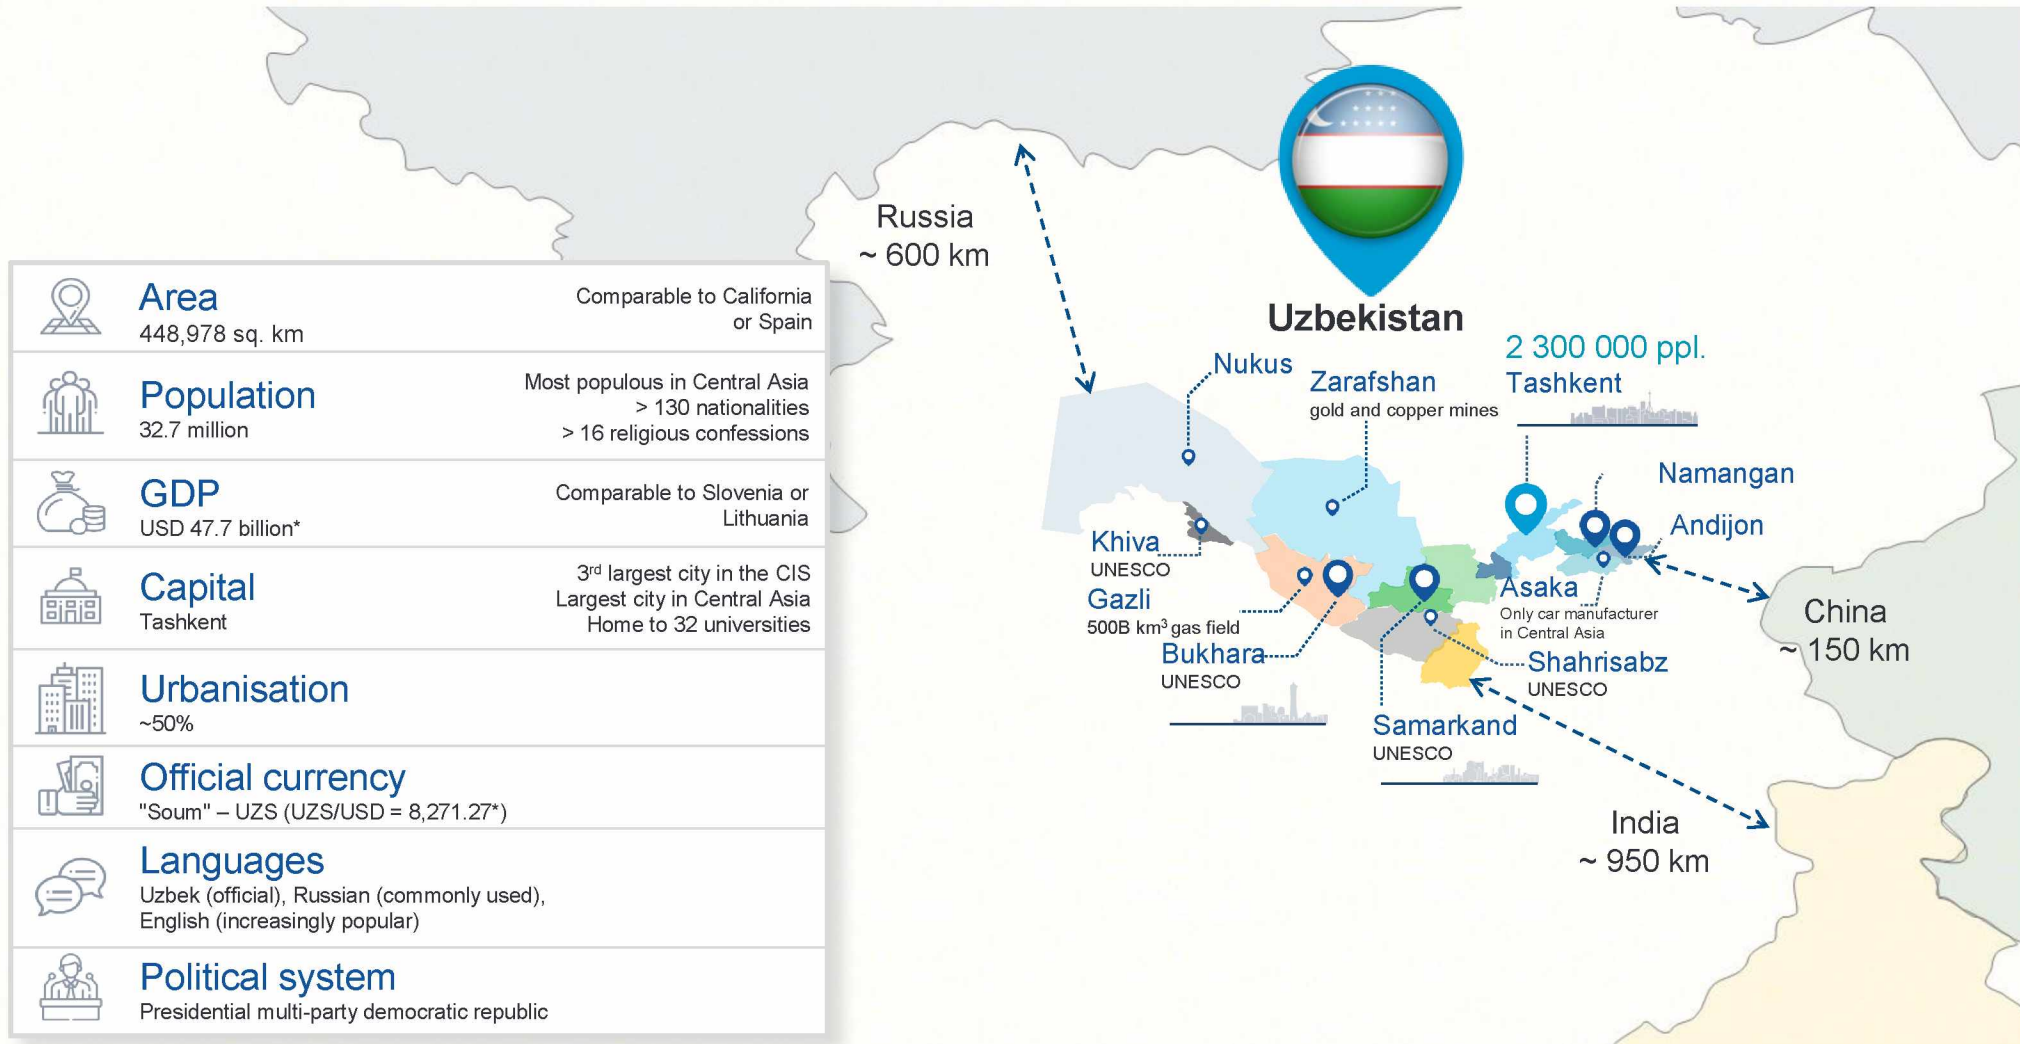 Area
448,978 sq. km
Comparable to California
or Spain
Population
32.7 million
Most populous in Central Asia
> 130 nationalities
> 16 religious confessions
GDP
USD 47.7 billion*
Comparable to Slovenia or
Lithuania
Capital
Tashkent
3rd largest city in the CIS
Largest city in Central Asia
Home to 32 universities
Urbanisation
~50%
Official currency
"Soum" – UZS (UZS/USD = 8,271.27*)
Languages
Uzbek (official), Russian (commonly used),
English (increasingly popular)
Political system
Presidential multi-party democratic republic
Russia
~ 600 km
Uzbekistan
2 300 000 ppl.
Tashkent
Nukus
Zarafshan
gold and copper mines
Namangan
Andijon
Khiva
UNESCO
Gazli
500B km³ gas field
Bukhara
UNESCO
Asaka
Only car manufacturer
in Central Asia
Shahrisabz
UNESCO
Samarkand
UNESCO
China
~ 150 km
India
~ 950 km